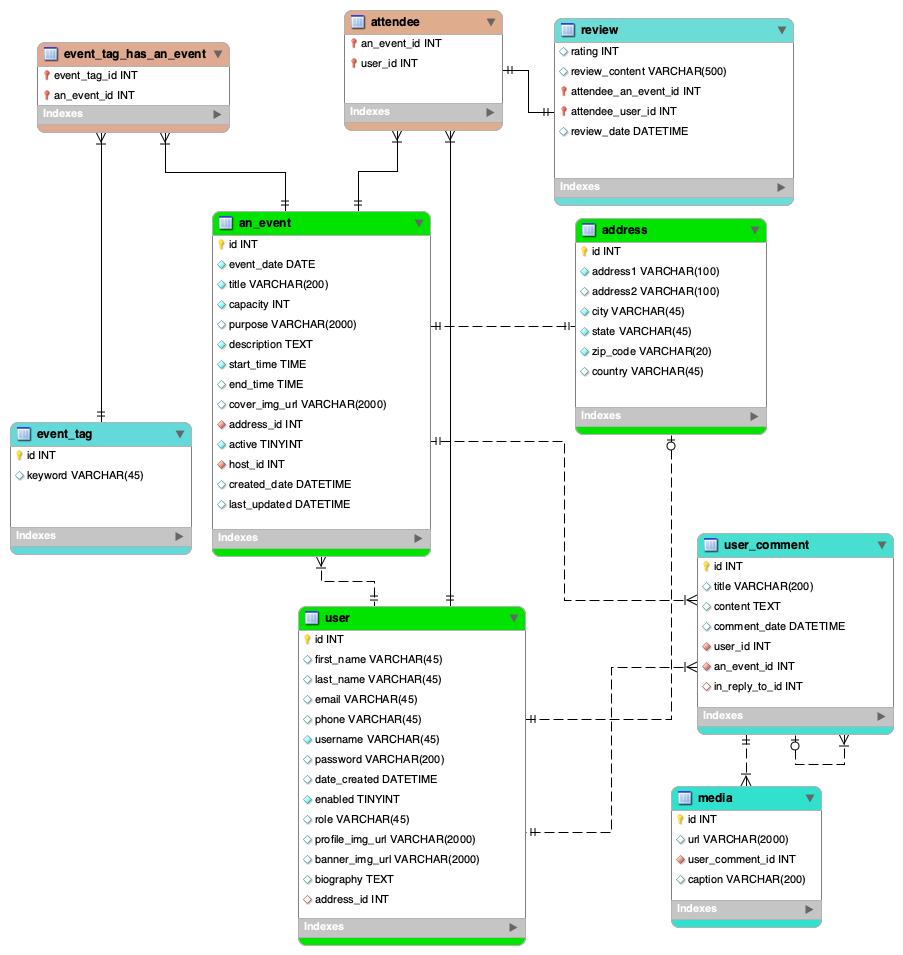 event_tag_has_an_event
event_tag_id INT
an_event_id INT
Indexes
attendee
an_event_id INT
user_id INT
Indexes
review
rating INT
review_content VARCHAR(500)
attendee_an_event_id INT
attendee_user_id INT
review_date DATETIME
Indexes
an_event
id INT
event_date DATE
title VARCHAR(200)
capacity INT
purpose VARCHAR(2000)
description TEXT
start_time TIME
end_time TIME
cover_img_url VARCHAR(2000)
address_id INT
active TINYINT
host_id INT
created_date DATETIME
last_updated DATETIME
Indexes
address
id INT
address1 VARCHAR(100)
address2 VARCHAR(100)
city VARCHAR(45)
state VARCHAR(45)
zip_code VARCHAR(20)
country VARCHAR(45)
Indexes
event_tag
id INT
keyword VARCHAR(45)
Indexes
user_comment
id INT
title VARCHAR(200)
content TEXT
comment_date DATETIME
user_id INT
an_event_id INT
in_reply_to_id INT
Indexes
user
id INT
first_name VARCHAR(45)
last_name VARCHAR(45)
email VARCHAR(45)
phone VARCHAR(45)
username VARCHAR(45)
password VARCHAR(200)
date_created DATETIME
enabled TINYINT
role VARCHAR(45)
profile_img_url VARCHAR(2000)
banner_img_url VARCHAR(2000)
biography TEXT
address_id INT
Indexes
media
id INT
url VARCHAR(2000)
user_comment_id INT
caption VARCHAR(200)
Indexes